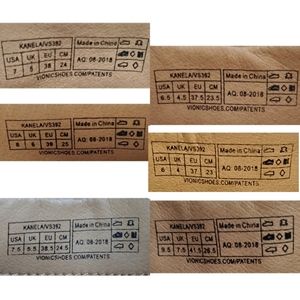 KANELA/VS392
USA UK EU CM
7 5 38 24
Made in China
AQ: 08-2018
VIONICSHOES.COM/PATENTS
KANELA/VS392
USA UK EU CM
6.5 4.5 37.5 23.5
Made in China
AQ: 08-2018
VIONICSHOES.COM/PATENTS
KANELA/VS392
USA UK EU CM
8 6 39 25
Made in China
AQ: 08-2018
VIONICSHOES.COM/PATENTS
KANELA/VS392
USA UK EU CM
6 4 37 23
Made in China
AQ: 08-2018
VIONICSHOES.COM/PATENTS
KANELA/VS392
USA UK EU CM
7.5 5.5 38.5 24.5
Made in China
AQ: 08-2018
VIONICSHOES.COM/PATENTS
KANELA/VS392
USA UK EU CM
9.5 7.5 41.5 26.5
Made in China
AQ: 08-2018
VIONICSHOES.COM/PATENTS